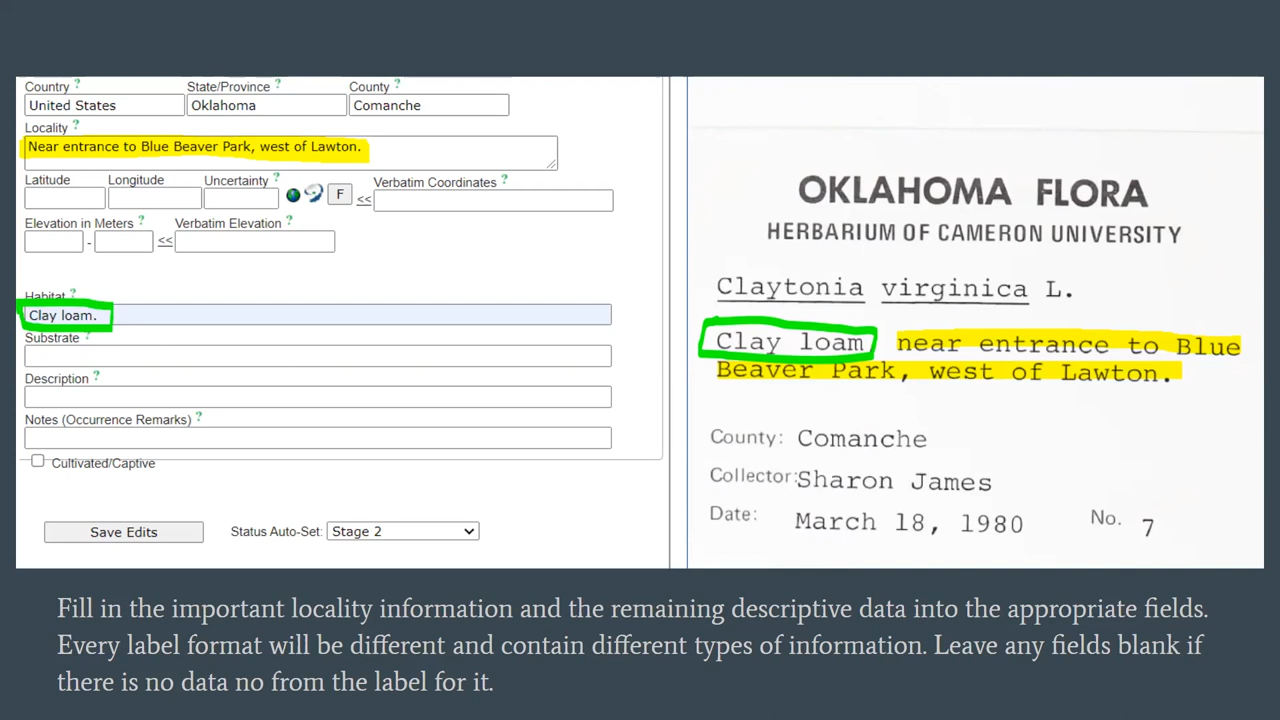 Country ? State/Province ? County ?
United States Oklahoma Comanche
Locality ?
Near entrance to Blue Beaver Park, west of Lawton.
Latitude Longitude Uncertainty ? F << Verbatim Coordinates ?
Elevation in Meters ? Verbatim Elevation ?
- <<
Habitat ?
Clay loam.
Substrate ?
Description ?
Notes (Occurrence Remarks) ?
Cultivated/Captive
Save Edits Status Auto-Set: Stage 2
OKLAHOMA FLORA
HERBARIUM OF CAMERON UNIVERSITY
Claytonia virginica L.
Clay loam near entrance to Blue
Beaver Park, west of Lawton.
County: Comanche
Collector: Sharon James
Date: March 18, 1980 No. 7
Fill in the important locality information and the remaining descriptive data into the appropriate fields.
Every label format will be different and contain different types of information. Leave any fields blank if
there is no data no from the label for it.